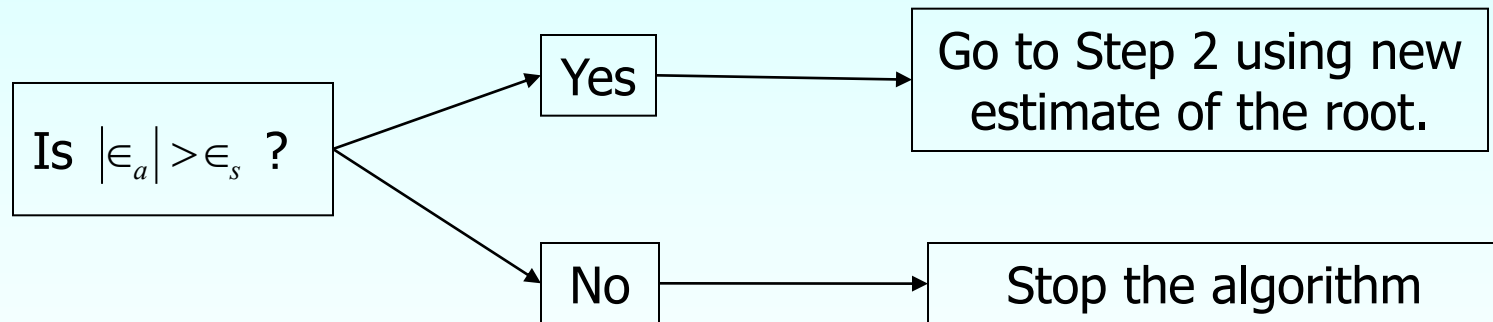 Is |∈ₐ| > ∈ₛ ?
Yes
Go to Step 2 using new
estimate of the root.
No
Stop the algorithm